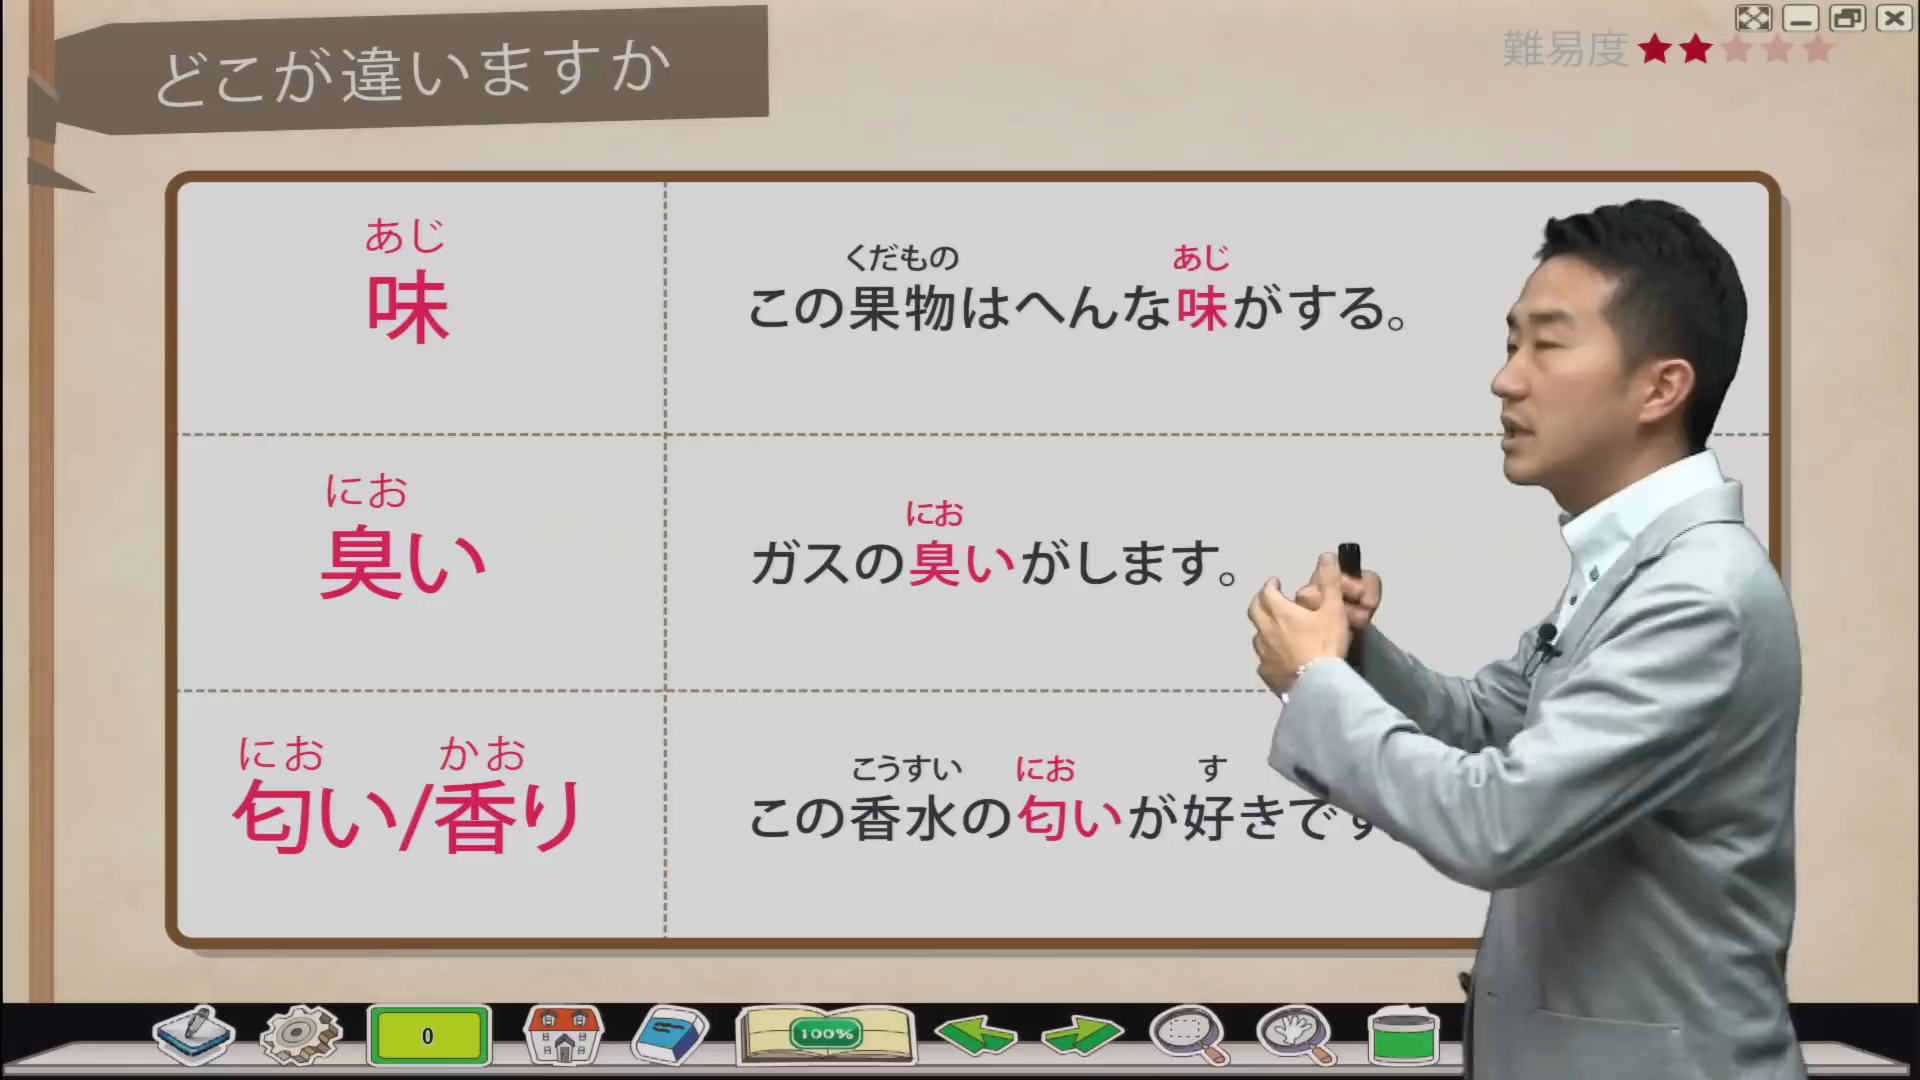 どこが違いますか
難易度
あじ
味
くだもの あじ
この果物はへんな味がする。
にお
臭い
にお
ガスの臭いがします。
にお かお
匂い/香り
こうすい にお す
この香水の匂いが好きです
0
100%